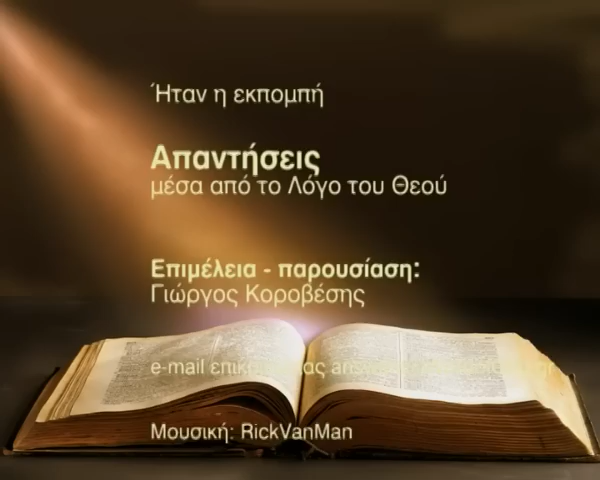 Ήταν η εκπομπή
Απαντήσεις
μέσα από το Λόγο του Θεού
Επιμέλεια - παρουσίαση:
Γιώργος Κοροβέσης
e-mail
Μουσική: RickVanMan